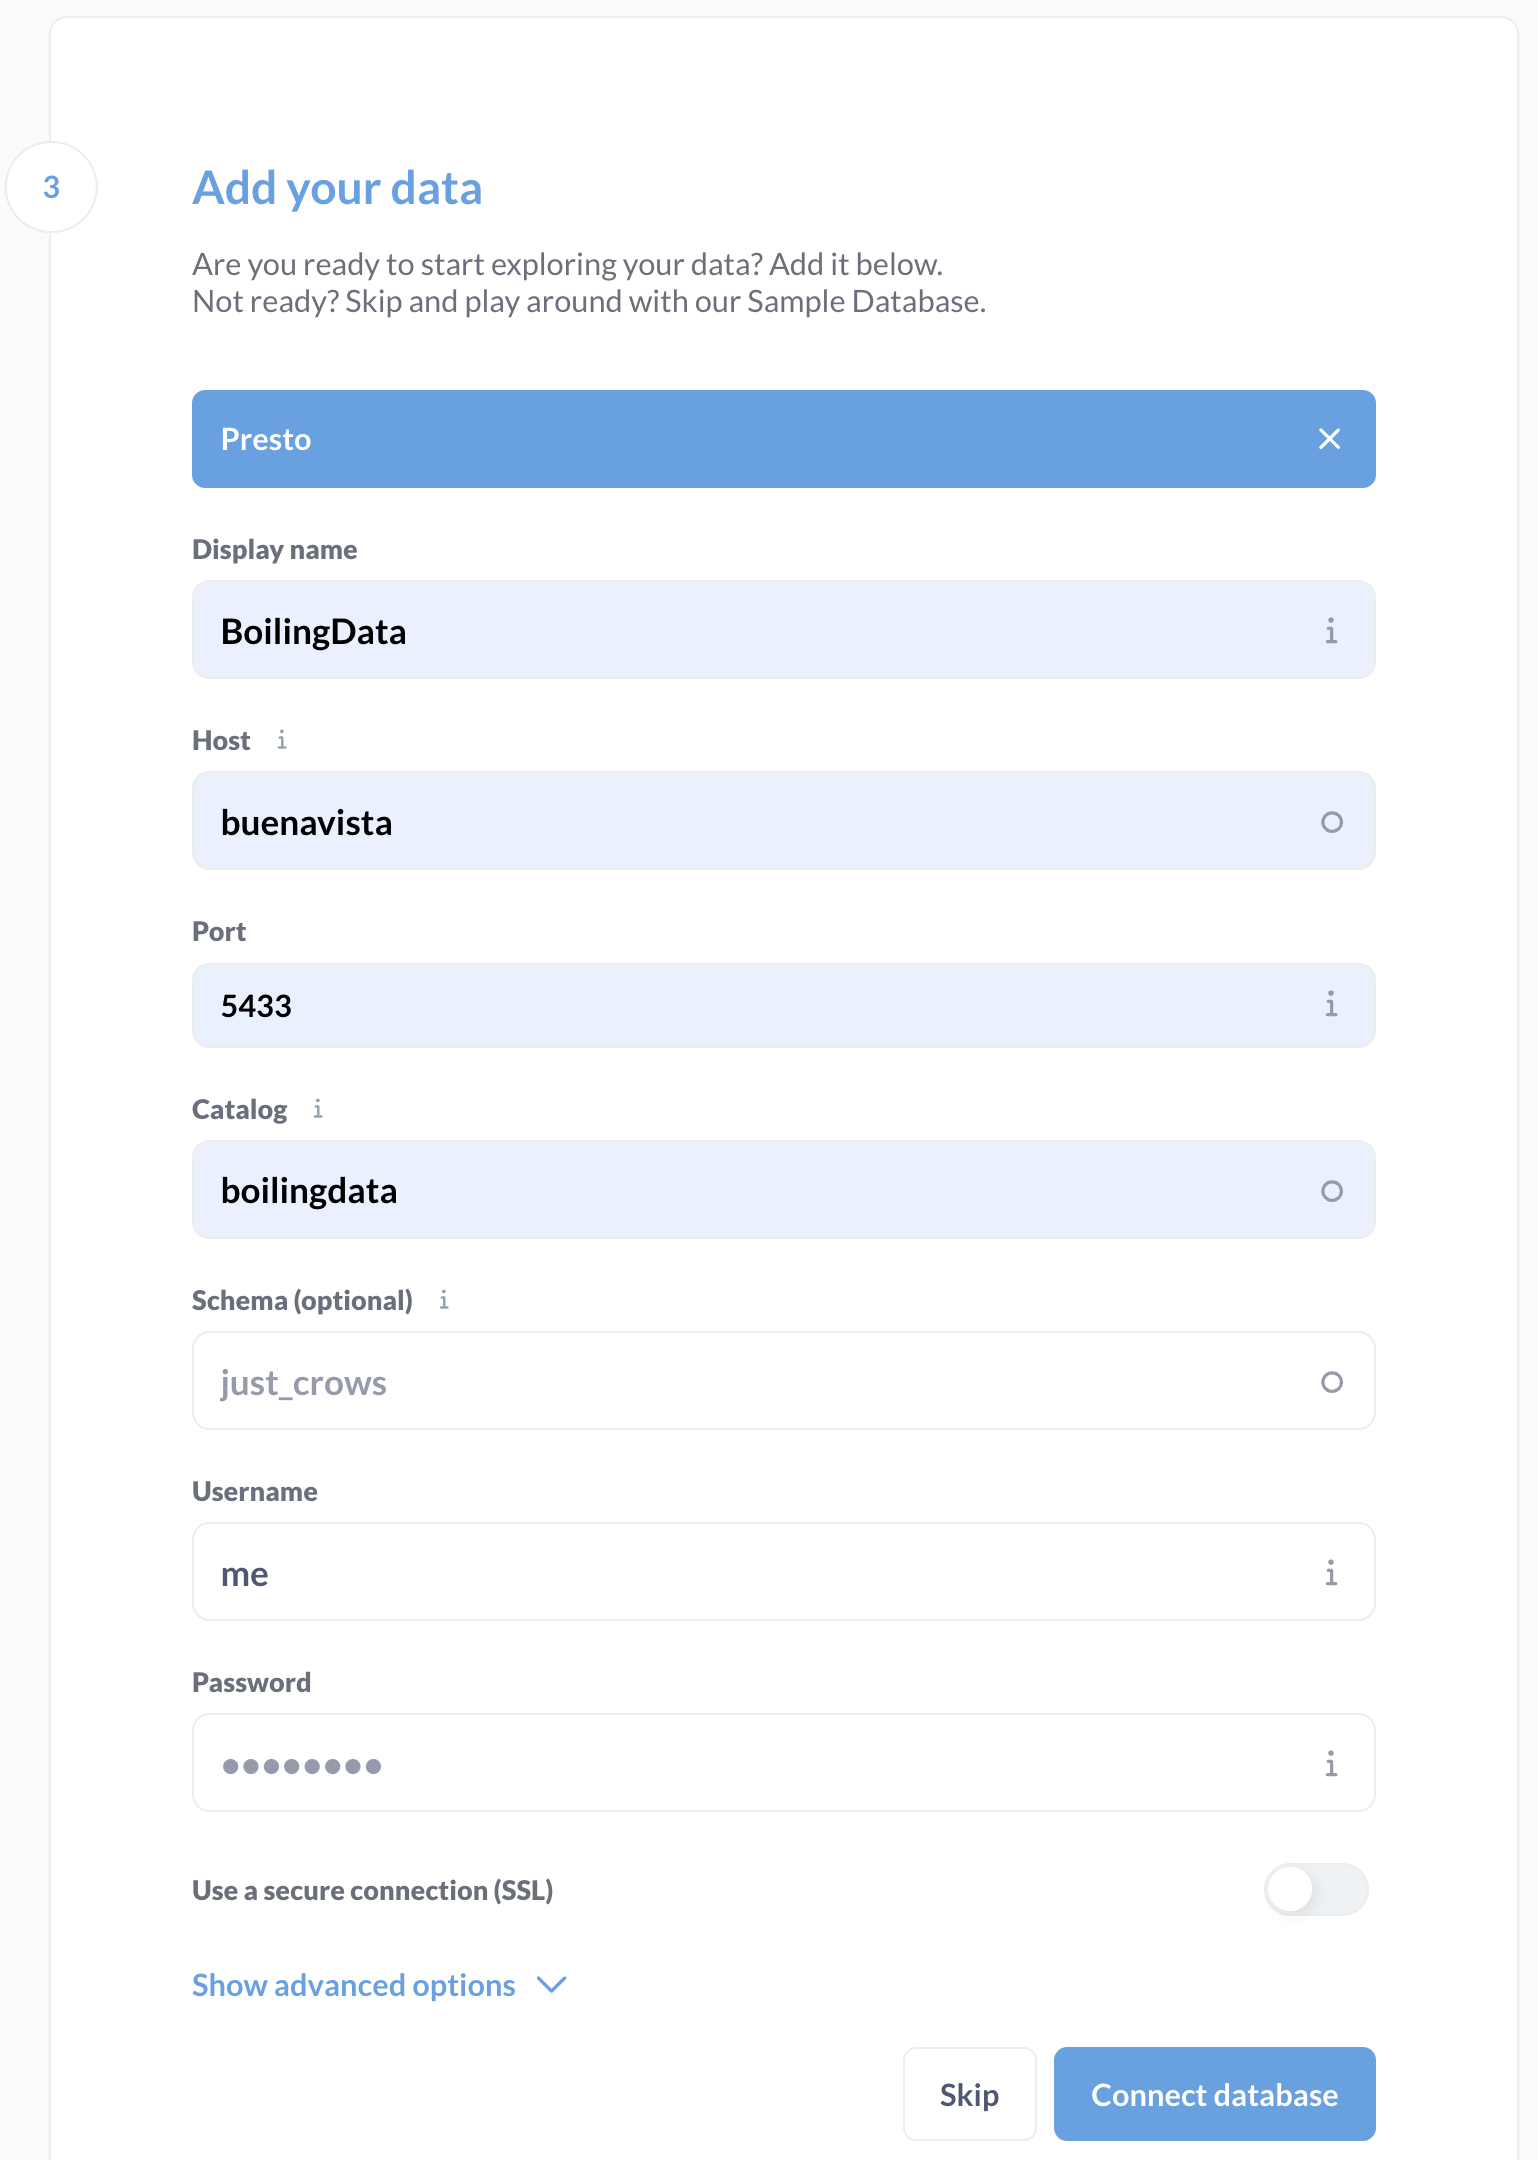 3
Add your data
Are you ready to start exploring your data? Add it below.
Not ready? Skip and play around with our Sample Database.
Presto
Display name
BoilingData
Host
buenavista
Port
5433
Catalog
boilingdata
Schema (optional)
just_crows
Username
me
Password
••••••••
Use a secure connection (SSL)
Show advanced options
Skip Connect database